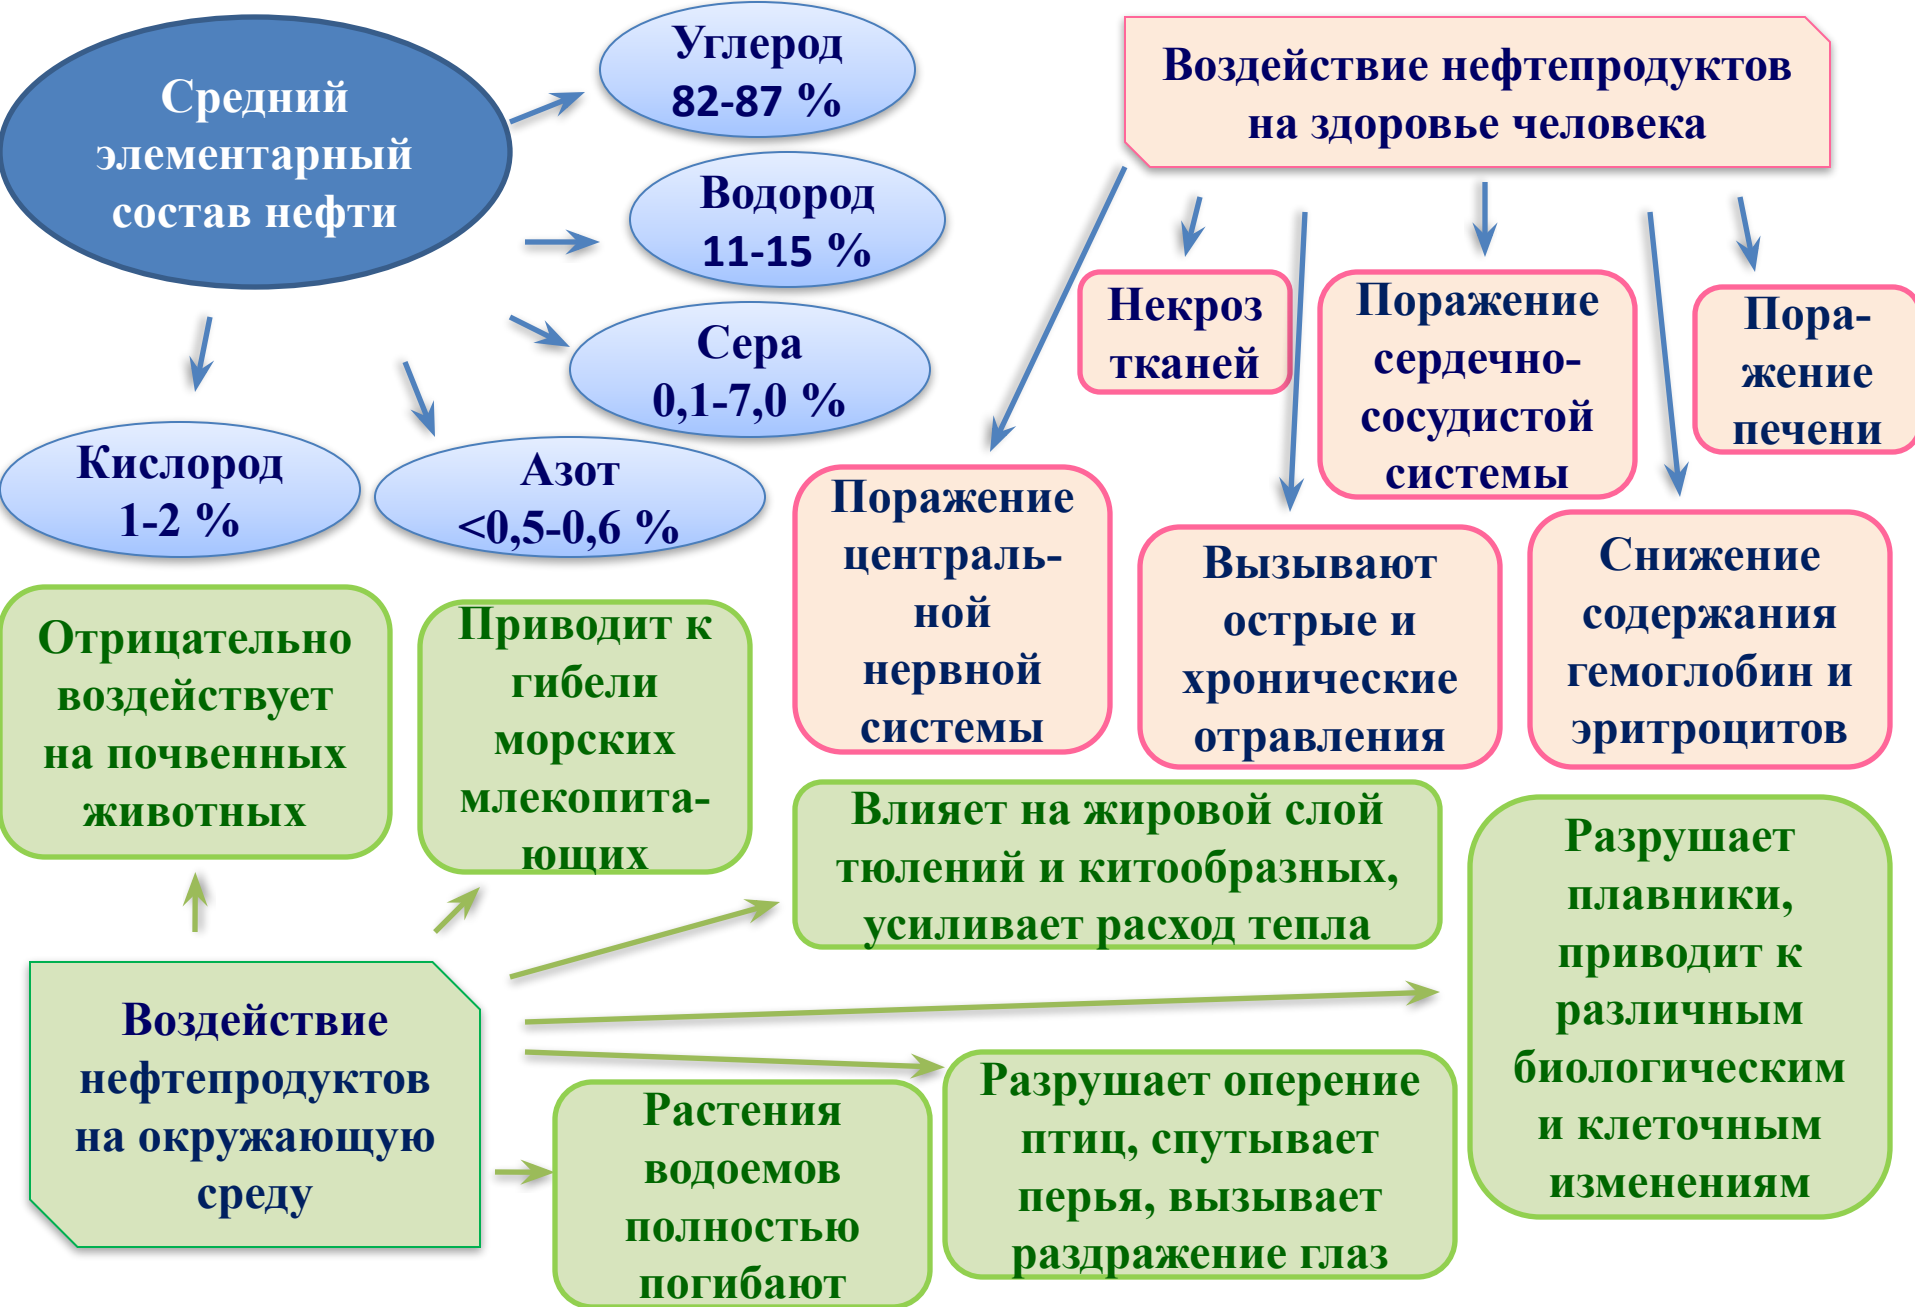 Средний
элементарный
состав нефти
Углерод
82-87 %
Водород
11-15 %
Сера
0,1-7,0 %
Кислород
1-2 %
Азот
<0,5-0,6 %
Воздействие нефтепродуктов
на здоровье человека
Некроз
тканей
Поражение
сердечно-
сосудистой
системы
Пора-
жение
печени
Поражение
централь-
ной
нервной
системы
Вызывают
острые и
хронические
отравления
Снижение
содержания
гемоглобин и
эритроцитов
Отрицательно
воздействует
на почвенных
животных
Приводит к
гибели
морских
млекопита-
ющих
Влияет на жировой слой
тюлений и китообразных,
усиливает расход тепла
Разрушает
плавники,
приводит к
различным
биологическим
и клеточным
изменениям
Воздействие
нефтепродуктов
на окружающую
среду
Растения
водоемов
полностью
погибают
Разрушает оперение
птиц, спутывает
перья, вызывает
раздражение глаз